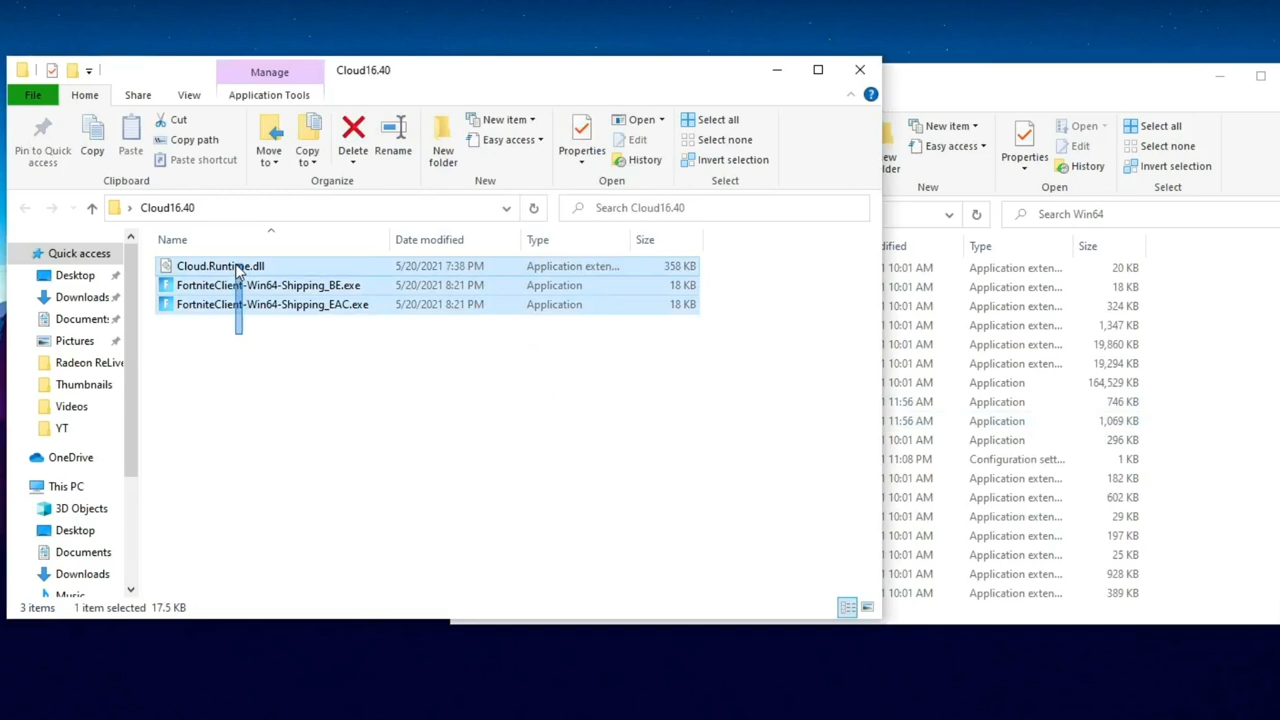 Manage
Cloud16.40
File
Home
Share
View
Application Tools
Pin to Quick access
Copy
Paste
Cut
Copy path
Paste shortcut
Clipboard
Move to
Copy to
Delete
Rename
Organize
New folder
New item
Easy access
New
Properties
Open
Edit
History
Open
Select all
Select none
Invert selection
Select
New item
Easy access
New
Properties
Open
Edit
History
Open
Select all
Select none
Invert selection
Select
Cloud16.40
Search Cloud16.40
Search Win64
Quick access
Desktop
Downloads
Pictures
Thumbnails
Videos
YT
OneDrive
This PC
3D Objects
Desktop
Documents
Downloads
Name Date modified Type Size
Cloud.Runtime.dll 5/20/2021 7:38 PM Application exten... 358 KB
FortniteClient-Win64-Shipping_BE.exe 5/20/2021 8:21 PM Application 18 KB
FortniteClient-Win64-Shipping_EAC.exe 5/20/2021 8:21 PM Application 18 KB
3 items 1 item selected 17.5 KB
Type Size
10:01 AM Application exten... 20 KB
10:01 AM Application 18 KB
10:01 AM Application exten... 324 KB
10:01 AM Application exten... 1,347 KB
10:01 AM Application exten... 19,860 KB
10:01 AM Application exten... 19,294 KB
10:01 AM Application 164,529 KB
11:56 AM Application 746 KB
11:56 AM Application 1,069 KB
10:01 AM Application 296 KB
11:08 PM Configuration sett... 1 KB
10:01 AM Application exten... 182 KB
10:01 AM Application exten... 602 KB
10:01 AM Application exten... 29 KB
10:01 AM Application exten... 197 KB
10:01 AM Application exten... 25 KB
10:01 AM Application exten... 928 KB
10:01 AM Application exten... 389 KB